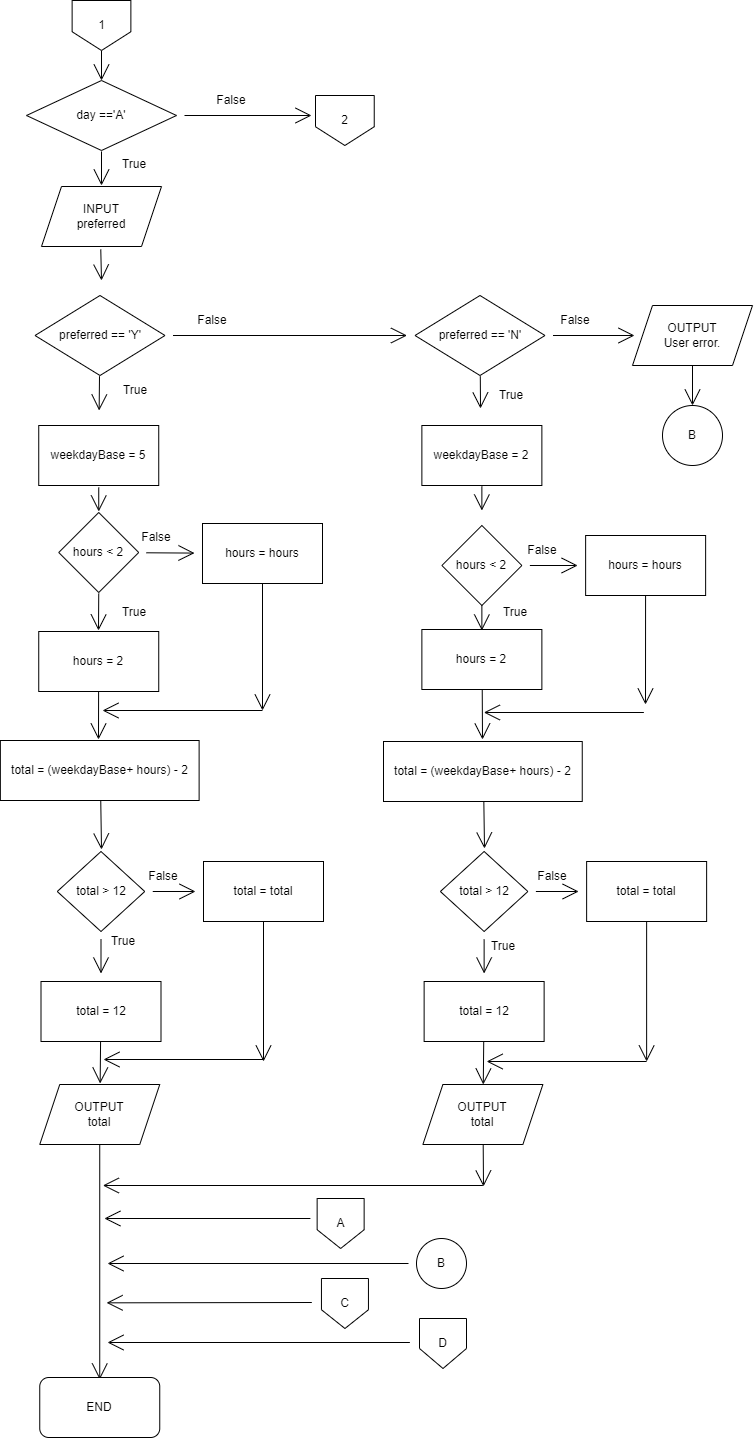 1
day =='A'
False
2
True
INPUT
preferred
preferred == 'Y'
False
preferred == 'N'
False
OUTPUT
User error.
True
True
B
weekdayBase = 5
weekdayBase = 2
hours < 2
False
hours = hours
hours < 2
False
hours = hours
True
True
hours = 2
hours = 2
total = (weekdayBase+ hours) - 2
total = (weekdayBase+ hours) - 2
total > 12
False
total = total
total > 12
False
total = total
True
True
total = 12
total = 12
OUTPUT
total
OUTPUT
total
A
B
C
D
END